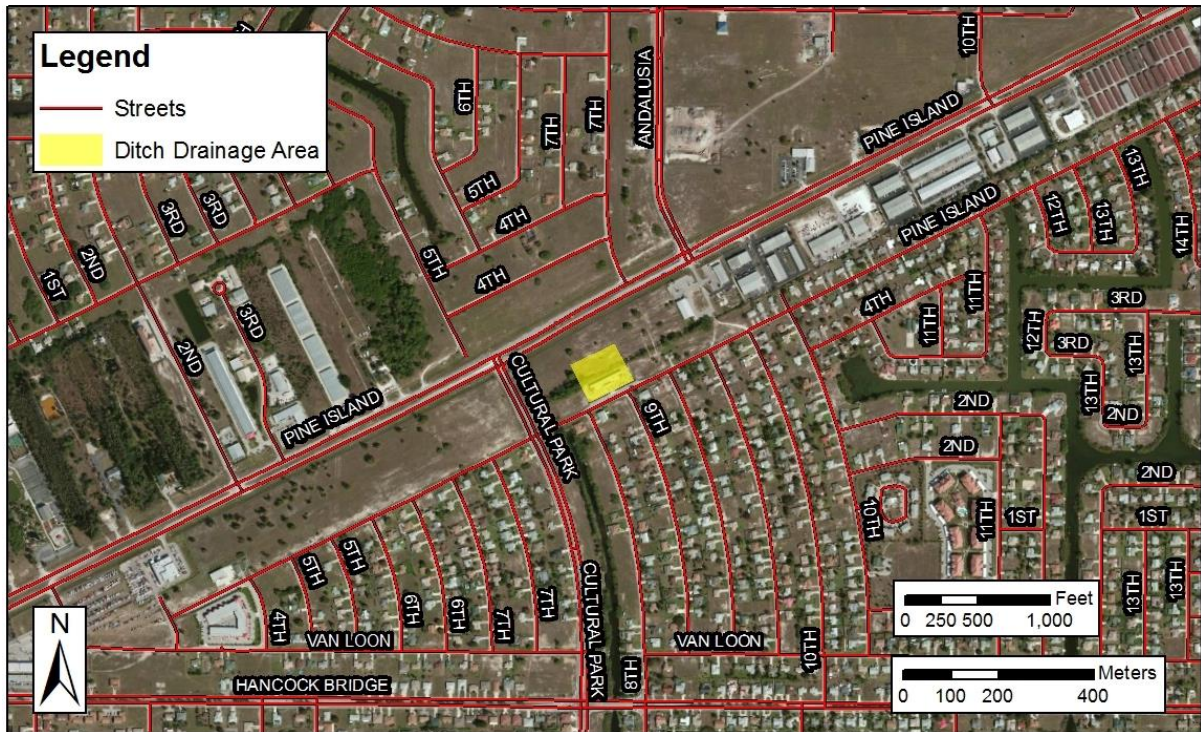 Legend
Streets
Ditch Drainage Area
6TH
7TH
7TH
ANDALUSIA
10TH
PINE ISLAND
5TH
4TH
4TH
5TH
3RD
3RD
2ND
1ST
2ND
3RD
PINE ISLAND
PINE ISLAND
13TH
12TH
13TH
14TH
4TH
11TH
11TH
3RD
12TH
3RD
13TH
13TH
2ND
CULTURAL PARK
9TH
2ND
2ND
10TH
11TH
1ST
2ND
1ST
13TH
13TH
5TH
5TH
4TH
6TH
6TH
7TH
7TH
CULTURAL PARK
VAN LOON
VAN LOON
8TH
10TH
HANCOCK BRIDGE
N
Feet
0 250 500 1,000
Meters
0 100 200 400